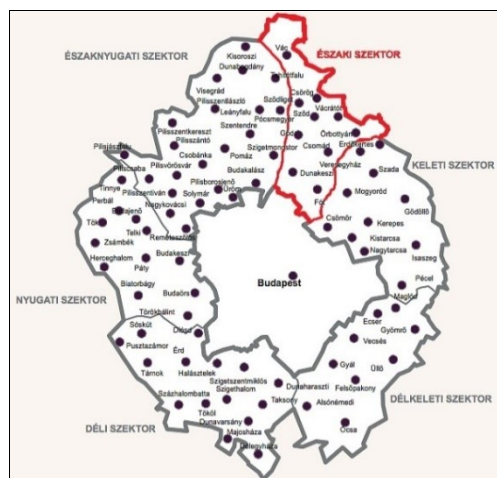 ÉSZAKNYUGATI SZEKTOR
Kisoroszi
Vác
ÉSZAKI SZEKTOR
Dunabogdány
Tahitótfalu
Visegrád
Pilisszentlászló
Sződliget
Csörög
Leányfalu
Sződ
Vácrátót
Pócsmegyer
Pilisszentkereszt
Szentendre
Göd
Őrbottyán
Pilisszántó
Csomád
Erdőkertes
Pilisjászfalu
Csobánka
Pomáz
Szigetmonostor
Veresegyház
KELETI SZEKTOR
Piliscsaba
Pilisvörösvár
Budakalász
Dunakeszi
Szada
Tinnye
Pilisszentiván
Solymár
Pilisborosjenő
Üröm
Fót
Mogyoród
Gödöllő
Perbál
Nagykovácsi
Budajenő
Tök
Telki
Remeteszőlős
Csömör
Kerepes
Zsámbék
Kistarcsa
Nagytarcsa
Isaszeg
Herceghalom
Páty
Budakeszi
Pécel
NYUGATI SZEKTOR
Biatorbágy
Budaörs
Budapest
Maglód
Törökbálint
Ecser
Gyömrő
Sóskút
Diósd
Vecsés
Pusztazámor
Érd
Üllő
Tárnok
Halásztelek
Gyál
Szigetszentmiklós
Dunaharaszti
Felsőpakony
Százhalombatta
Szigethalom
Taksony
Alsónémedi
DÉLKELETI SZEKTOR
Tököl
DÉLI SZEKTOR
Dunavarsány
Ócsa
Majosháza
Délegyháza